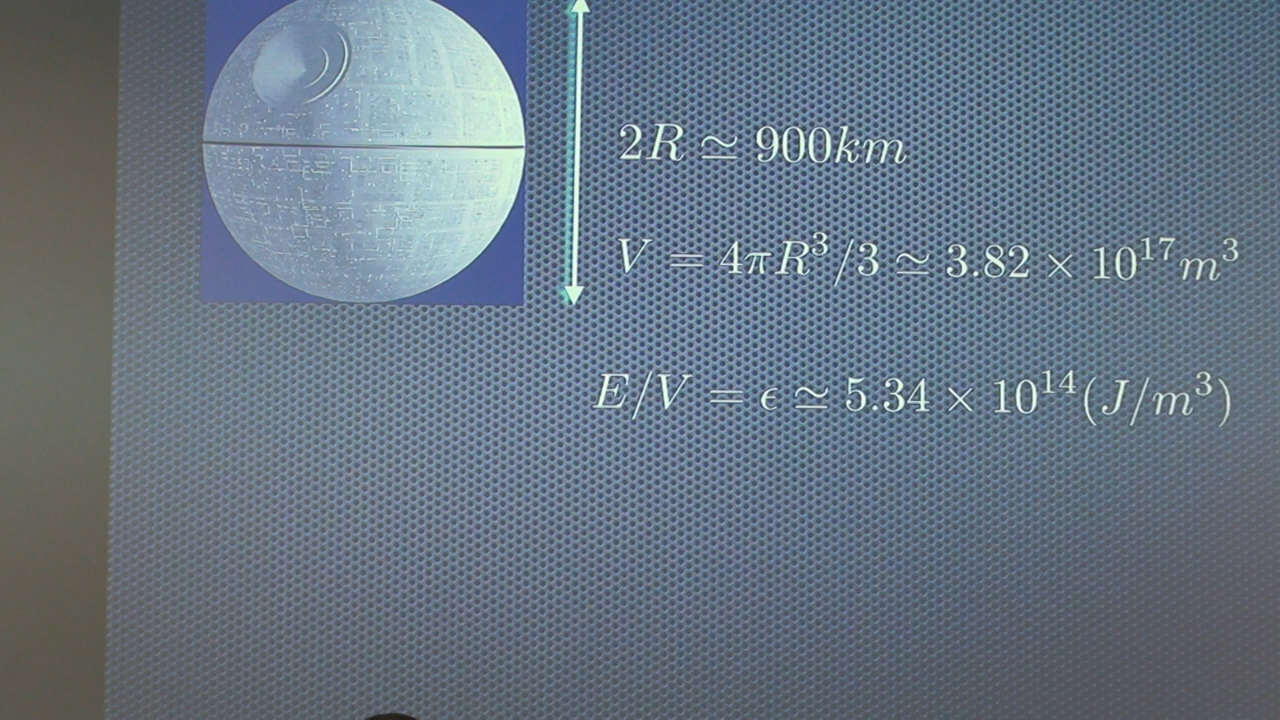 2R ≃ 900km
V = 4πR³/3 ≃ 3.82 × 10¹⁷m³
E/V = ϵ ≃ 5.34 × 10¹⁴(J/m³)